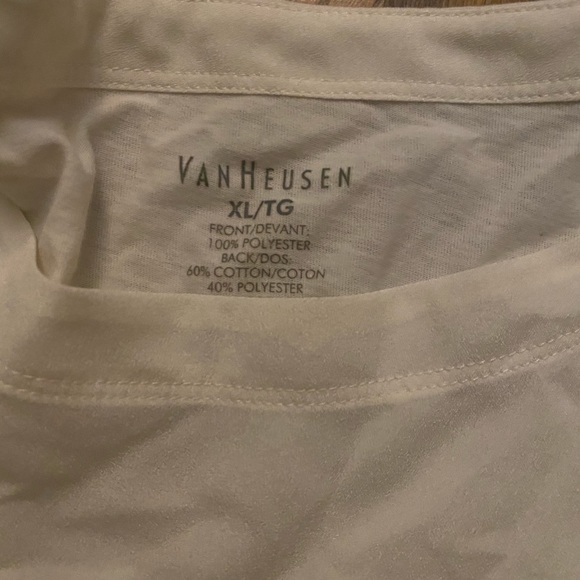 VANHEUSEN
XL/TG
FRONT/DEVANT:
100% POLYESTER
BACK/DOS:
60% COTTON/COTON
40% POLYESTER